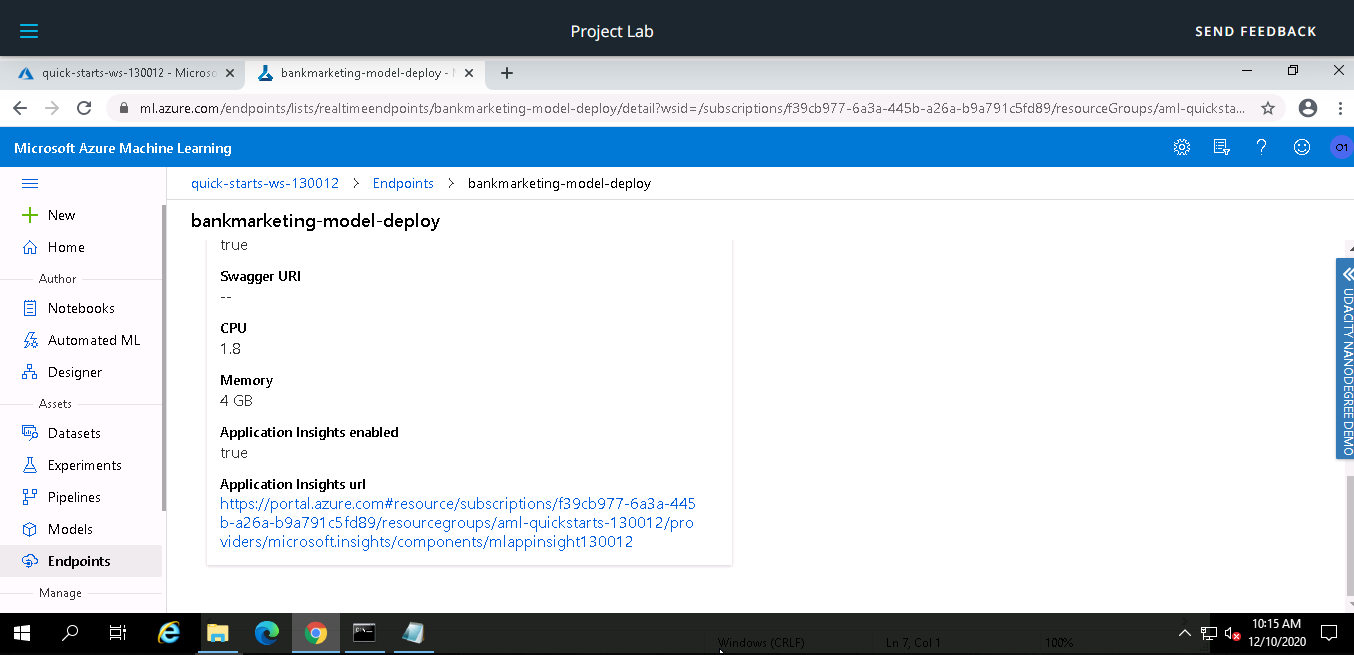 Project Lab
SEND FEEDBACK
quick-starts-ws-130012 - Microso
bankmarketing-model-deploy -
ml.azure.com/endpoints/lists/realtimeendpoints/bankmarketing-model-deploy/detail?wsid=/subscriptions/f39cb977-6a3a-445b-a26a-b9a791c5fd89/resourceGroups/aml-quicksta...
Microsoft Azure Machine Learning
O1
quick-starts-ws-130012 > Endpoints > bankmarketing-model-deploy
bankmarketing-model-deploy
New
Home
Author
Notebooks
Automated ML
Designer
Assets
Datasets
Experiments
Pipelines
Models
Endpoints
Manage
true
Swagger URI
--
CPU
1.8
Memory
4 GB
Application Insights enabled
true
Application Insights url
https://portal.azure.com#resource/subscriptions/f39cb977-6a3a-445
b-a26a-b9a791c5fd89/resourcegroups/aml-quickstarts-130012/pro
viders/microsoft.insights/components/mlappinsight130012
UDACITY NANODEGREE DEMO
Windows (CRLF)
Ln 7, Col 1
100%
10:15 AM
12/10/2020